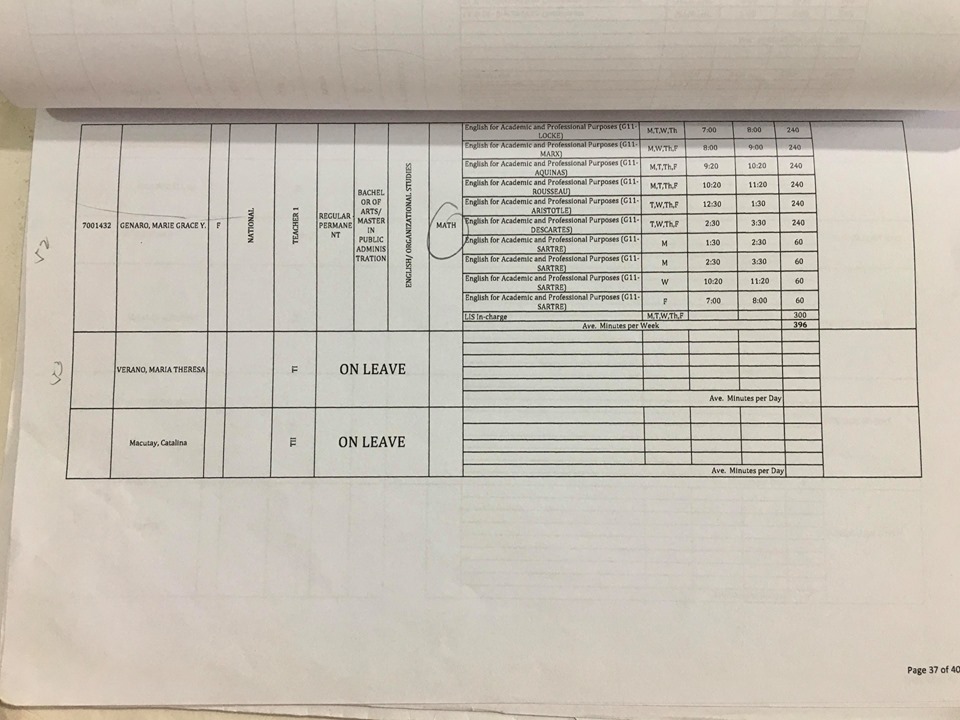 English for Academic and Professional Purposes (G11-LOCKE) M,T,W,Th 7:00 8:00 240
English for Academic and Professional Purposes (G11-MARX) M,W,Th,F 8:00 9:00 240
English for Academic and Professional Purposes (G11-AQUINAS) M,T,Th,F 9:20 10:20 240
English for Academic and Professional Purposes (G11-ROUSSEAU) M,T,Th,F 10:20 11:20 240
English for Academic and Professional Purposes (G11-ARISTOTLE) T,W,Th,F 12:30 1:30 240
7001432 GENARO, MARIE GRACE Y. F NATIONAL TEACHER 1 REGULAR-PERMANENT BACHELOR OF ARTS/ MASTER IN PUBLIC ADMINISTRATION ENGLISH/ ORGANIZATIONAL STUDIES MATH
English for Academic and Professional Purposes (G11-DESCARTES) T,W,Th,F 2:30 3:30 240
English for Academic and Professional Purposes (G11-SARTRE) M 1:30 2:30 60
English for Academic and Professional Purposes (G11-SARTRE) M 2:30 3:30 60
English for Academic and Professional Purposes (G11-SARTRE) W 10:20 11:20 60
English for Academic and Professional Purposes (G11-SARTRE) F 7:00 8:00 60
LIS In-charge M,T,W,Th,F 300
Ave. Minutes per Week 396
VERANO, MARIA THERESA TI ON LEAVE
Ave. Minutes per Day
Macutay, Catalina TII ON LEAVE
Ave. Minutes per Day
Page 37 of 40